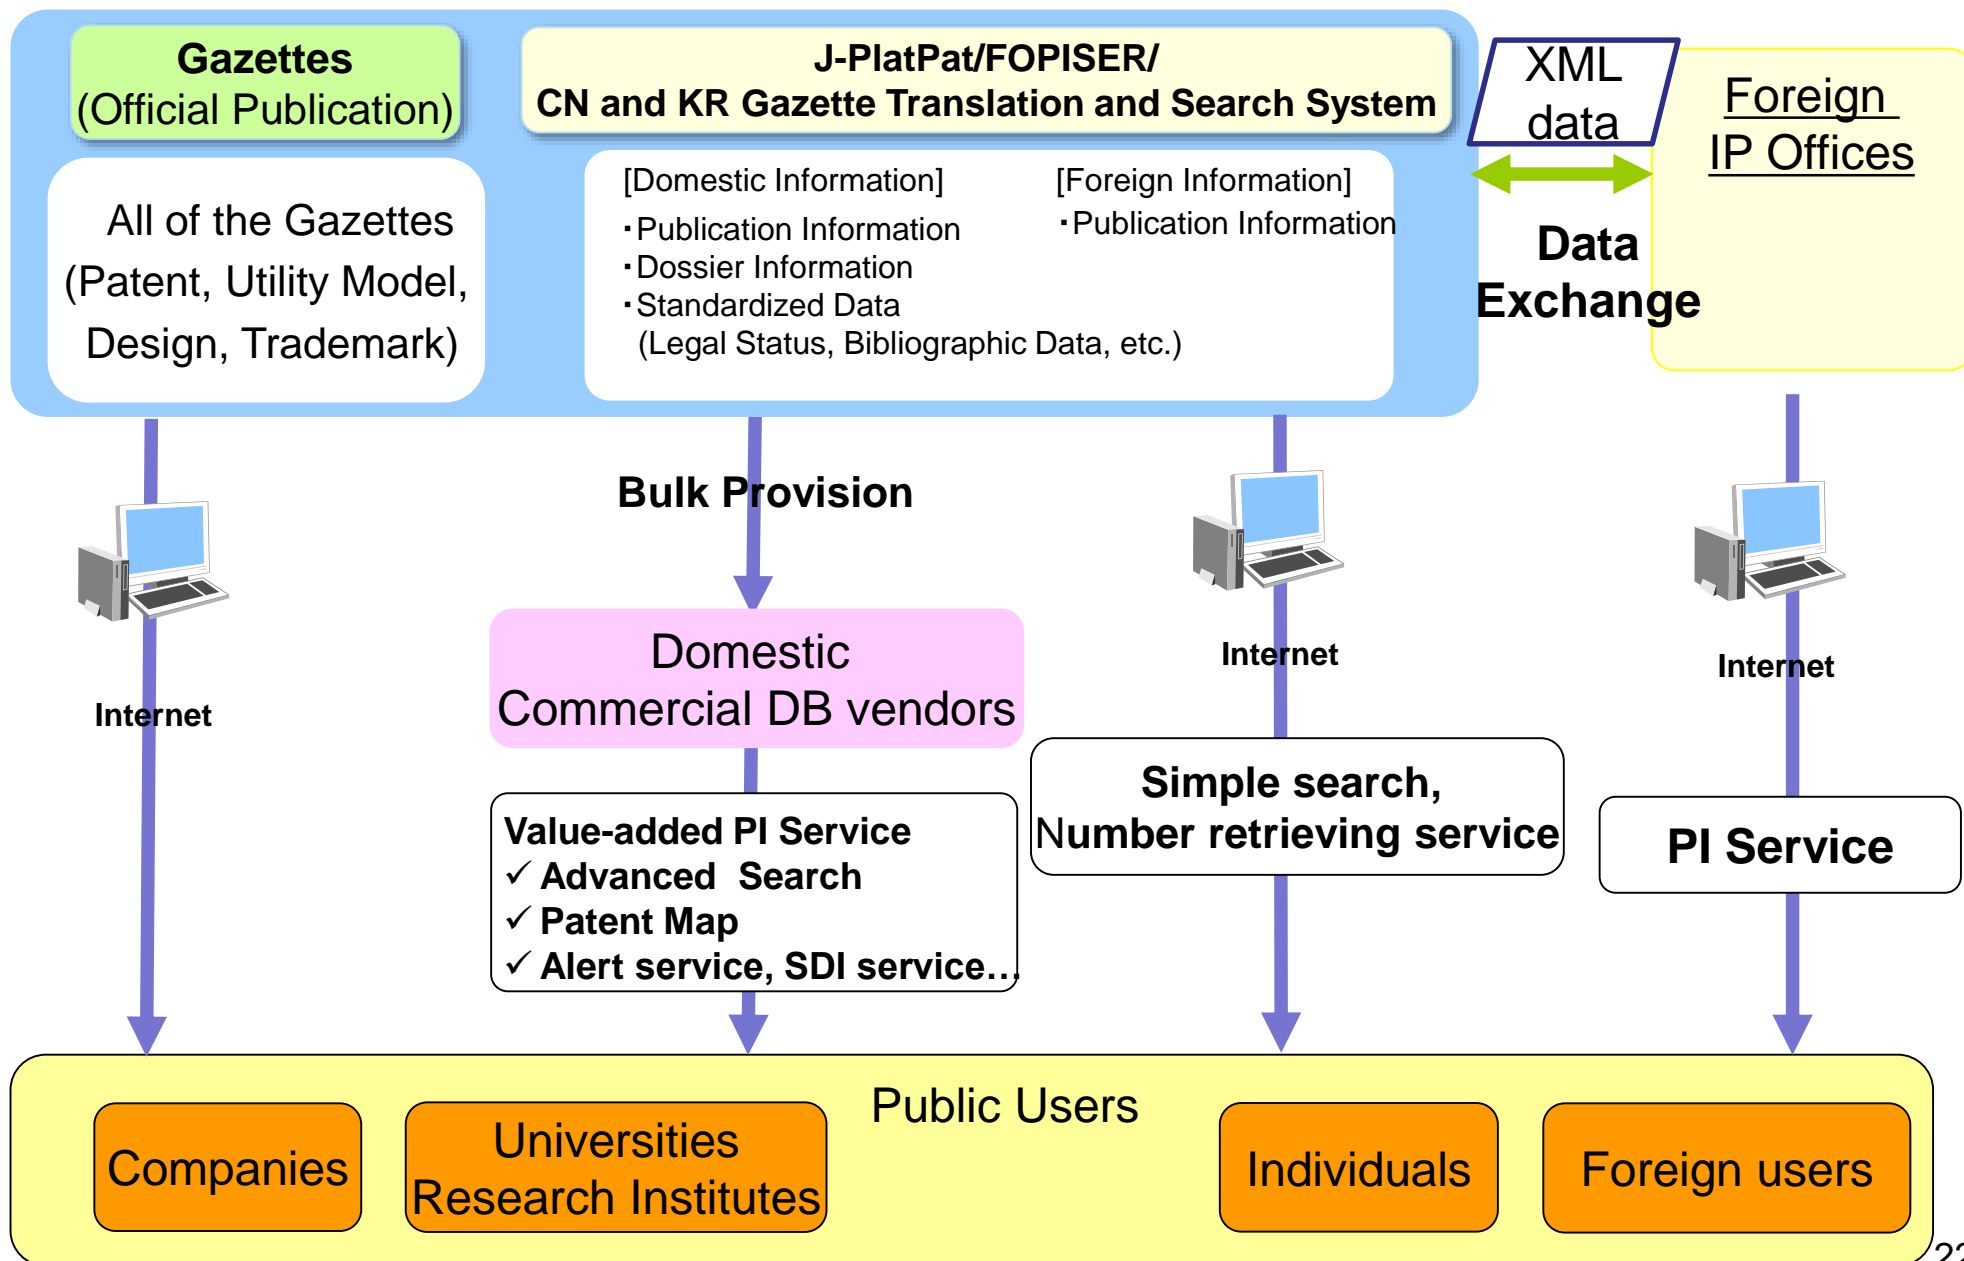 Gazettes
(Official Publication)
J-PlatPat/FOPISER/
CN and KR Gazette Translation and Search System
XML
data
Foreign
IP Offices
All of the Gazettes
(Patent, Utility Model,
Design, Trademark)
[Domestic Information]
・Publication Information
・Dossier Information
・Standardized Data
(Legal Status, Bibliographic Data, etc.)
[Foreign Information]
・Publication Information
Data
Exchange
Bulk Provision
Internet
Domestic
Commercial DB vendors
Internet
Internet
Value-added PI Service
✓ Advanced Search
✓ Patent Map
✓ Alert service, SDI service…
Simple search,
Number retrieving service
PI Service
Public Users
Companies
Universities
Research Institutes
Individuals
Foreign users
22